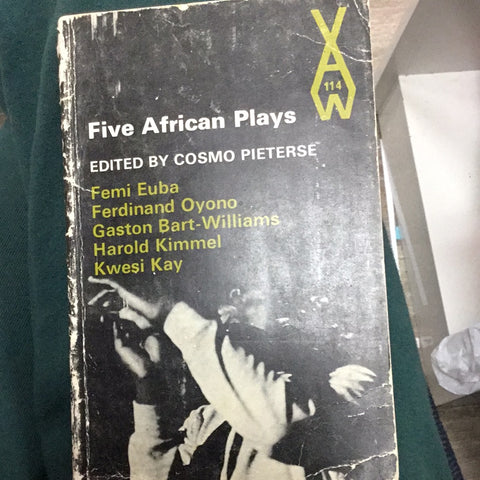 AW
114
Five African Plays
EDITED BY COSMO PIETERSE
Femi Euba
Ferdinand Oyono
Gaston Bart-Williams
Harold Kimmel
Kwesi Kay